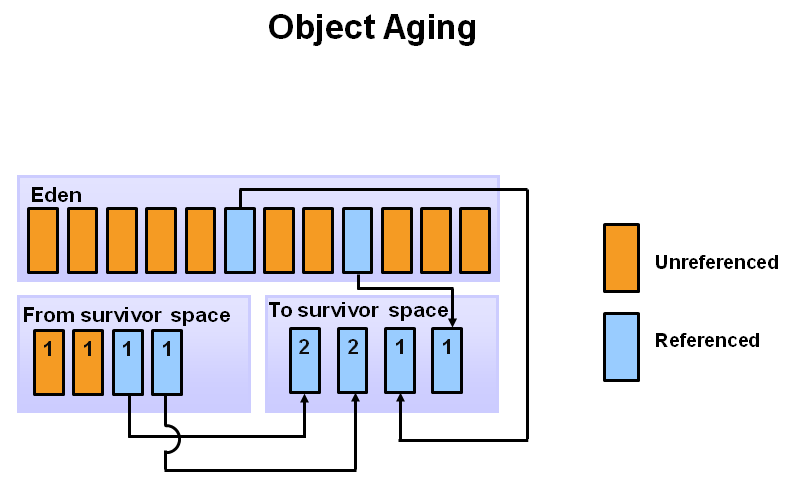 Object Aging
Eden
From survivor space
1 1 1 1
To survivor space
2 2 1 1
Unreferenced
Referenced